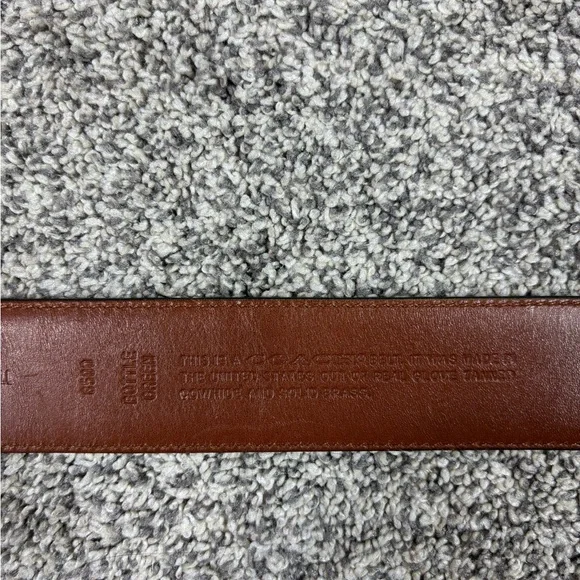 BOTTLE
GREEN
THIS IS A COACH BELT. IT WAS MADE IN
THE UNITED STATES OUT OF REAL GLOVE TANNED
COWHIDE AND SOLID BRASS.